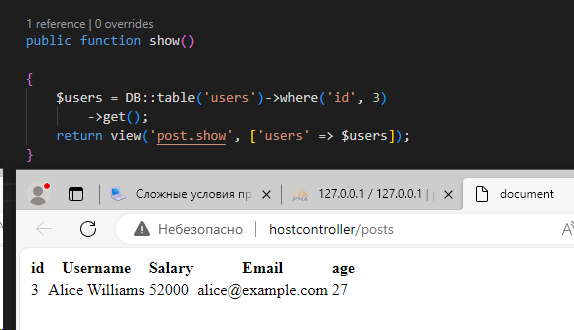 1 reference | 0 overrides
public function show()
{
$users = DB::table('users')->where('id', 3)
->get();
return view('post.show', ['users' => $users]);
}
Сложные условия пр
PMA
127.0.0.1 / 127.0.0.1 | p
document
Небезопасно hostcontroller/posts
id Username Salary Email age
3 Alice Williams 52000 alice@example.com 27